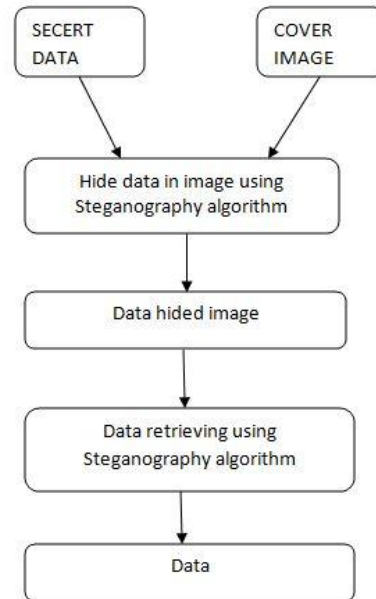 SECERT
DATA
COVER
IMAGE
Hide data in image using
Steganography algorithm
Data hided image
Data retrieving using
Steganography algorithm
Data